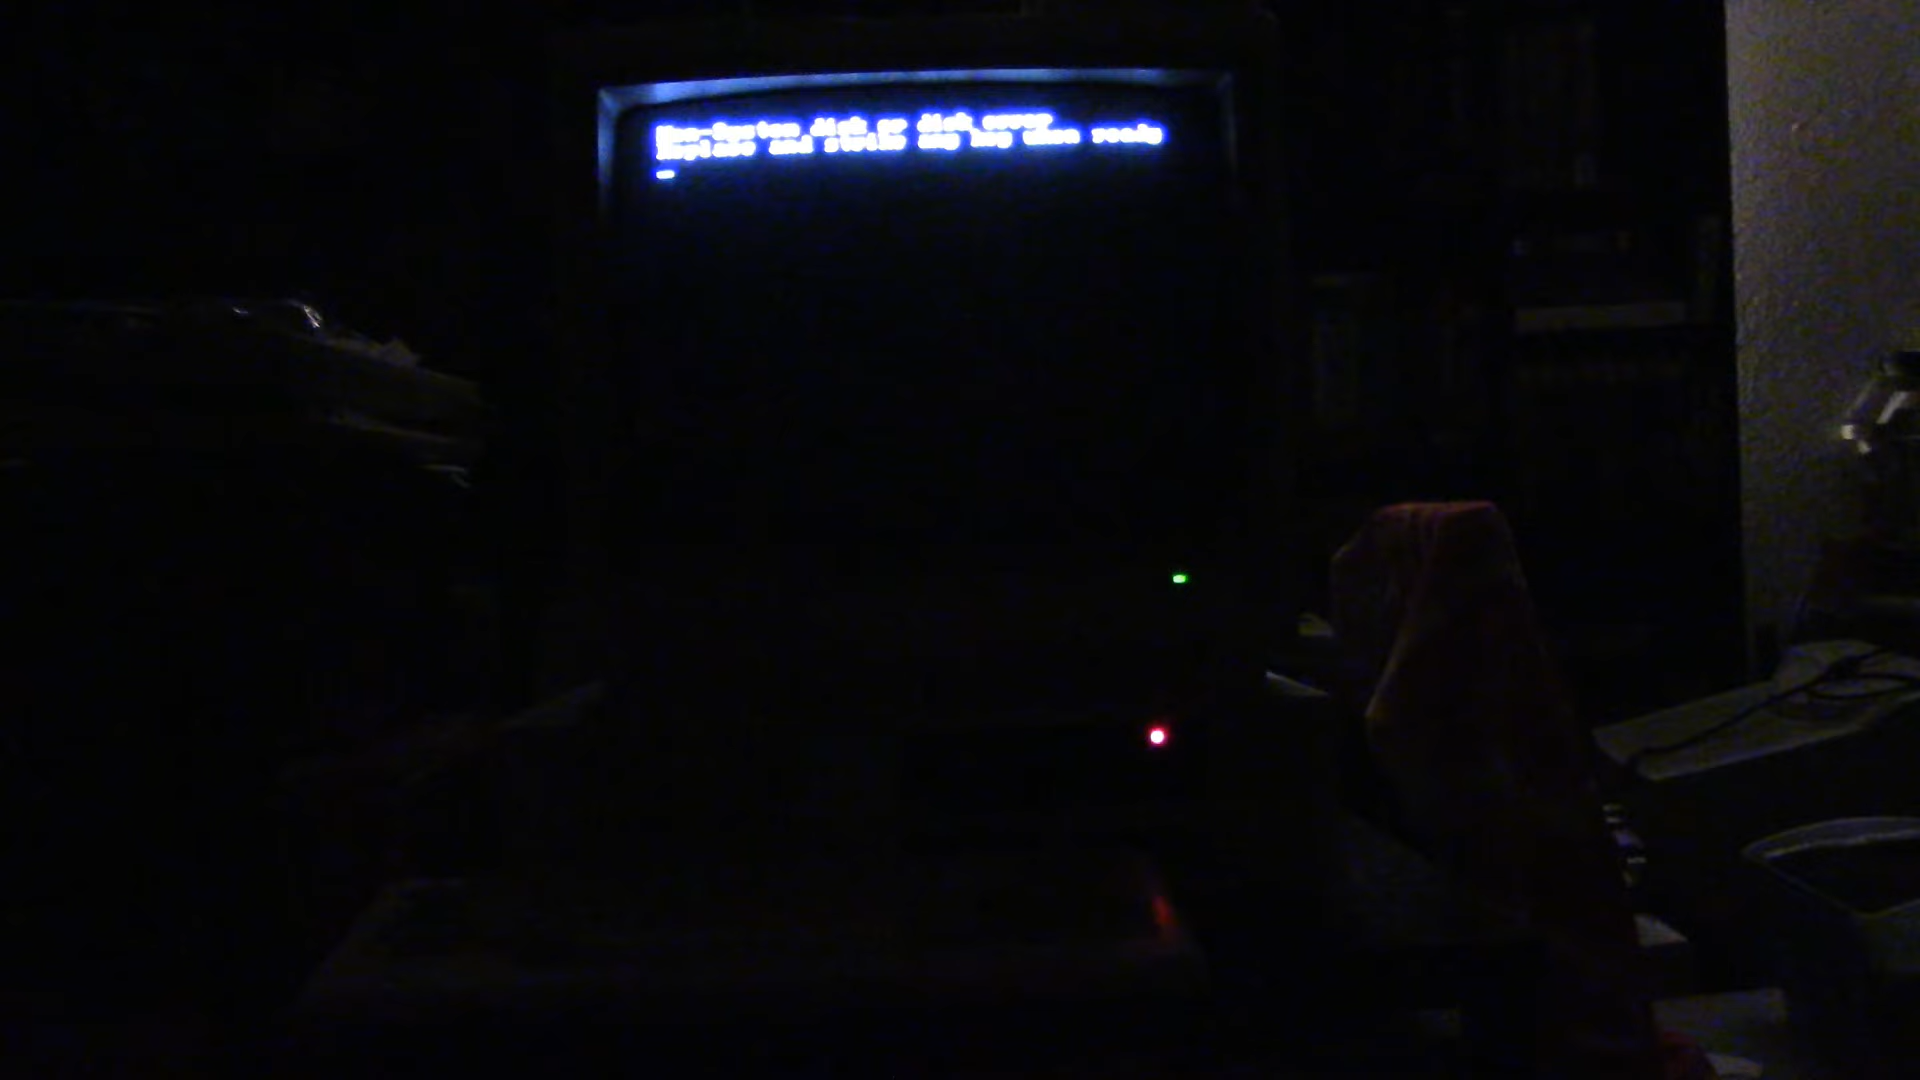 Non-System disk or disk error
Replace and strike any key when ready